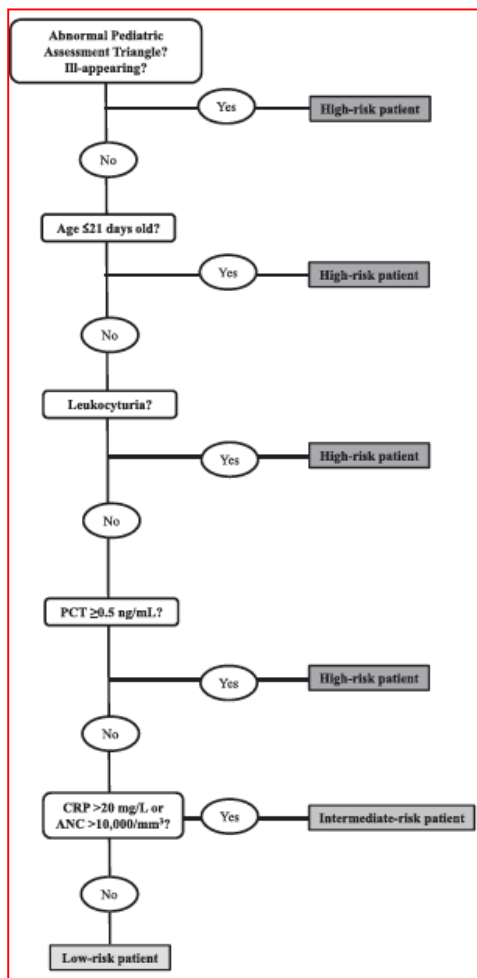 Abnormal Pediatric
Assessment Triangle?
Ill-appearing?
Yes
High-risk patient
No
Age ≤21 days old?
Yes
High-risk patient
No
Leukocyturia?
Yes
High-risk patient
No
PCT ≥0.5 ng/mL?
Yes
High-risk patient
No
CRP >20 mg/L or
ANC >10,000/mm³?
Yes
Intermediate-risk patient
No
Low-risk patient